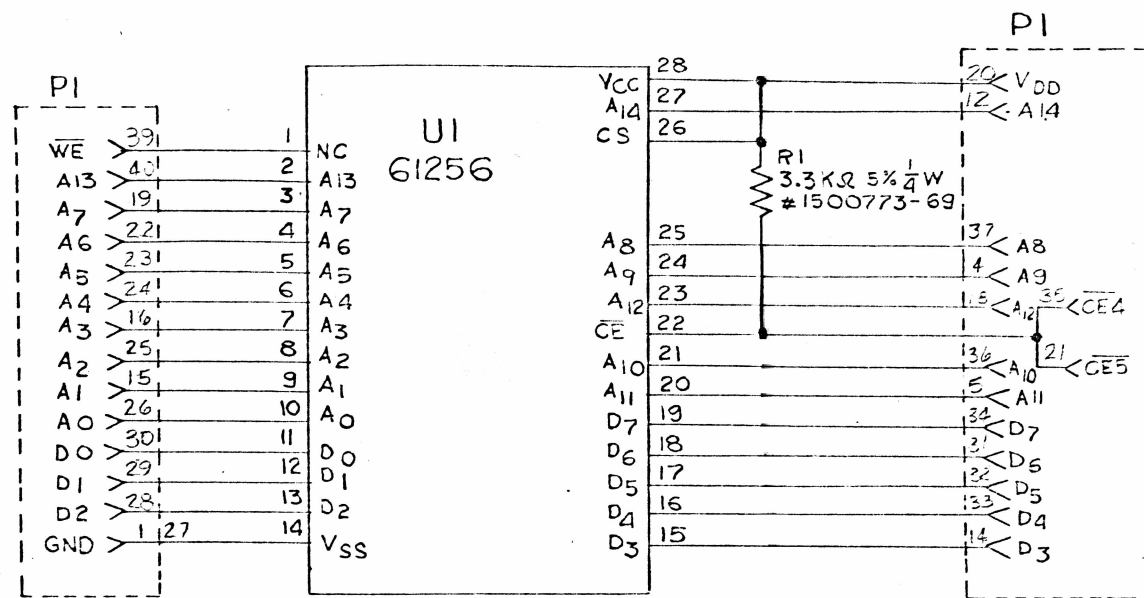 P1
WE 39
A13 40
A7 19
A6 22
A5 23
A4 24
A3 16
A2 25
A1 15
A0 26
D0 30
D1 29
D2 28
GND 1 27
U1
61256
1 NC
2 A13
3 A7
4 A6
5 A5
6 A4
7 A3
8 A2
9 A1
10 A0
11 D0
12 D1
13 D2
14 VSS
VCC 28
A14 27
CS 26
A8 25
A9 24
A12 23
CE 22
A10 21
A11 20
D7 19
D6 18
D5 17
D4 16
D3 15
R1
3.3KΩ 5% 1/4 W
#1500773-69
P1
20 VDD
12 A14
37 A8
4 A9
A12
CE4
36 A10
21 CE5
5 A11
34 D7
31
32 D5
33 D4
14 D3